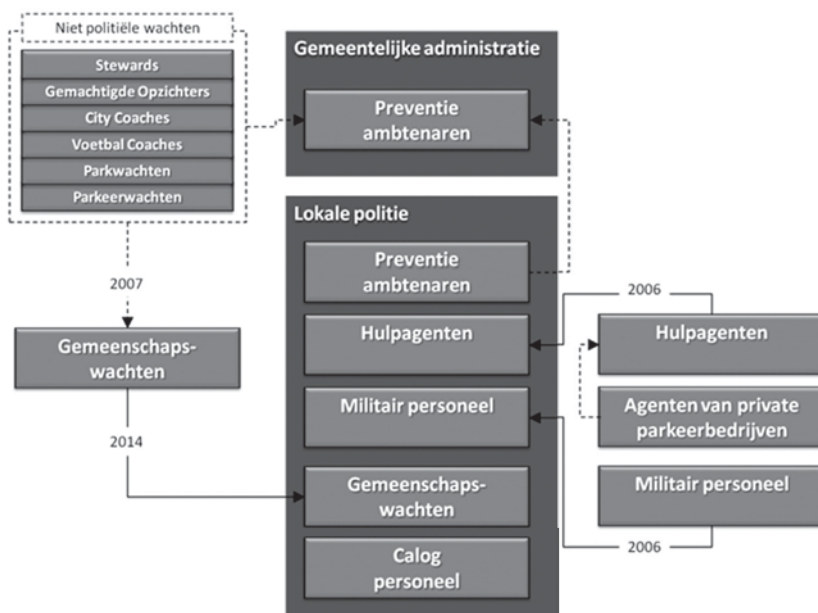 Niet politiële wachten
Stewards
Gemachtigde Opzichters
City Coaches
Voetbal Coaches
Parkwachten
Parkeerwachten
2007
Gemeenschaps-
wachten
2014
Gemeentelijke administratie
Preventie
ambtenaren
Lokale politie
Preventie
ambtenaren
Hulpagenten
Militair personeel
Gemeenschaps-
wachten
Calog
personeel
2006
Hulpagenten
Agenten van private
parkeerbedrijven
Militair personeel
2006